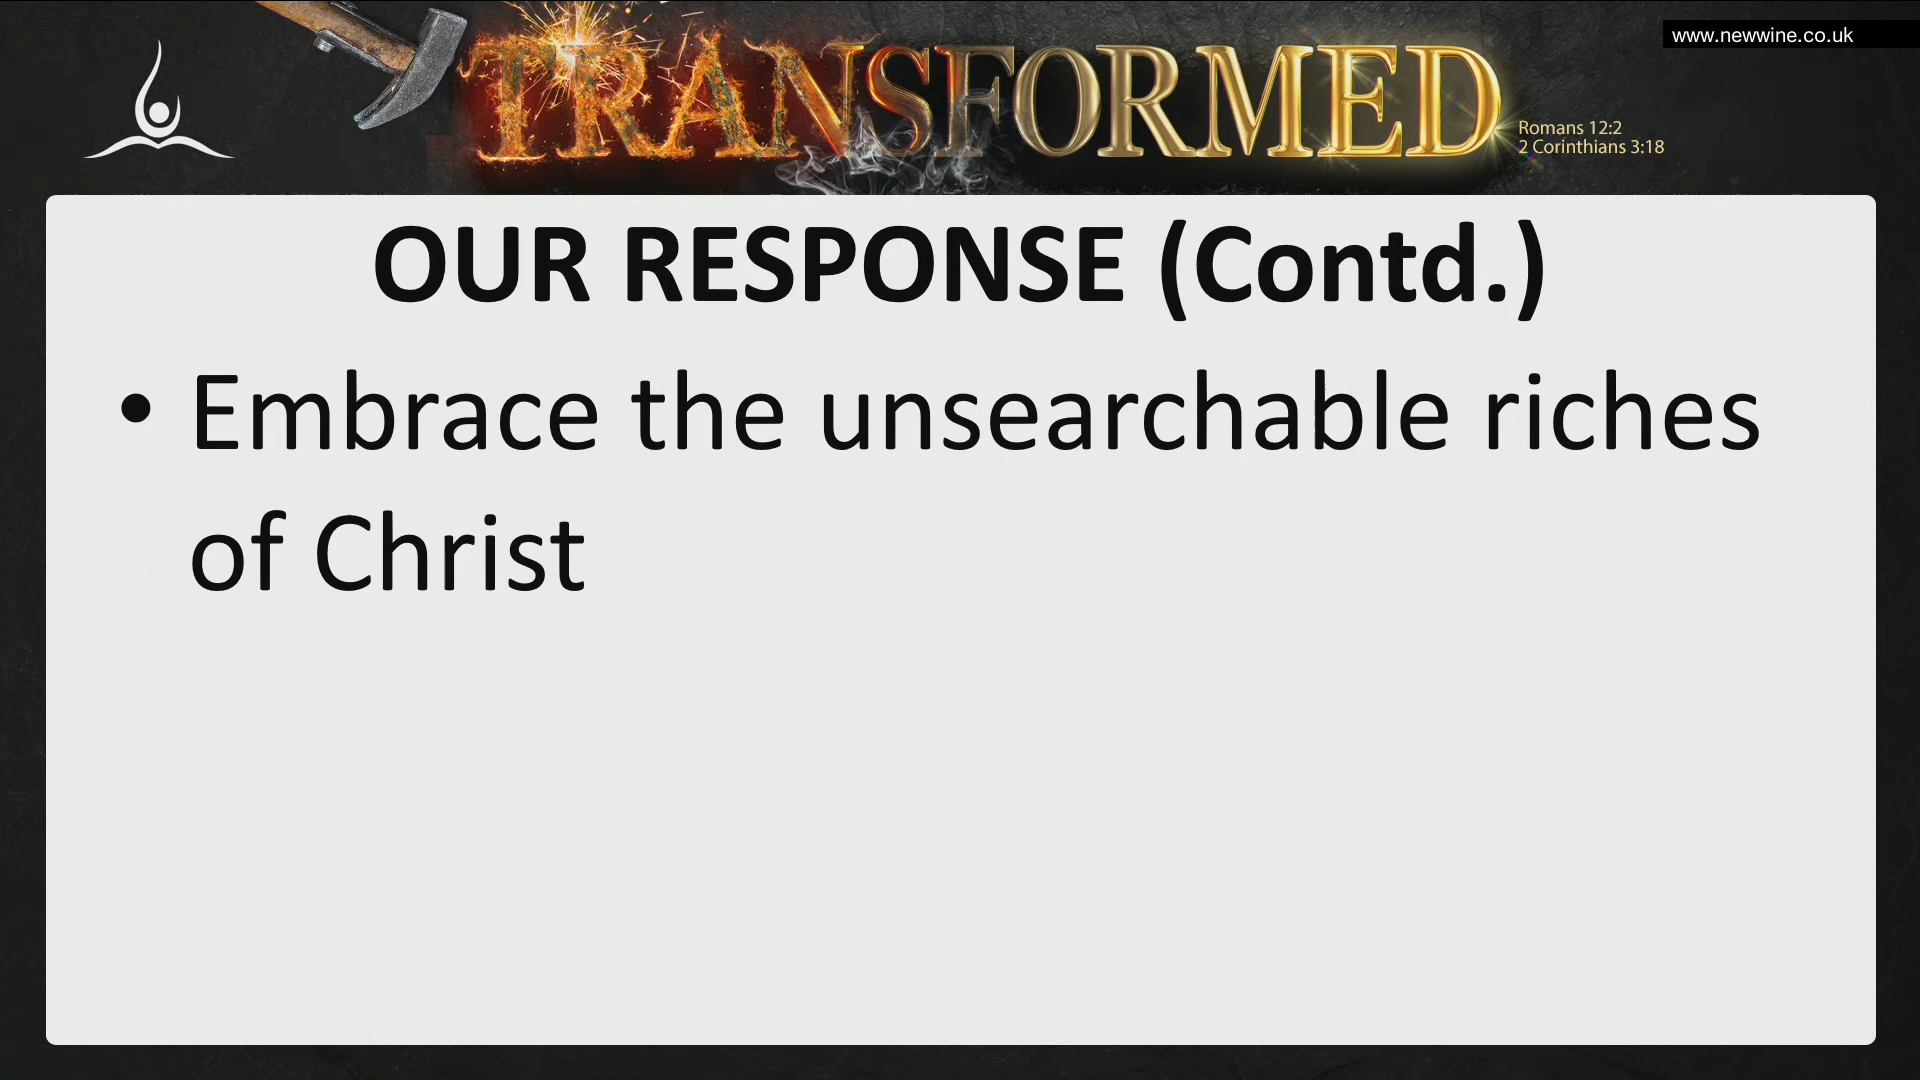 www.newwine.co.uk
TRANSFORMED
Romans 12:2
2 Corinthians 3:18
OUR RESPONSE (Contd.)
• Embrace the unsearchable riches
of Christ